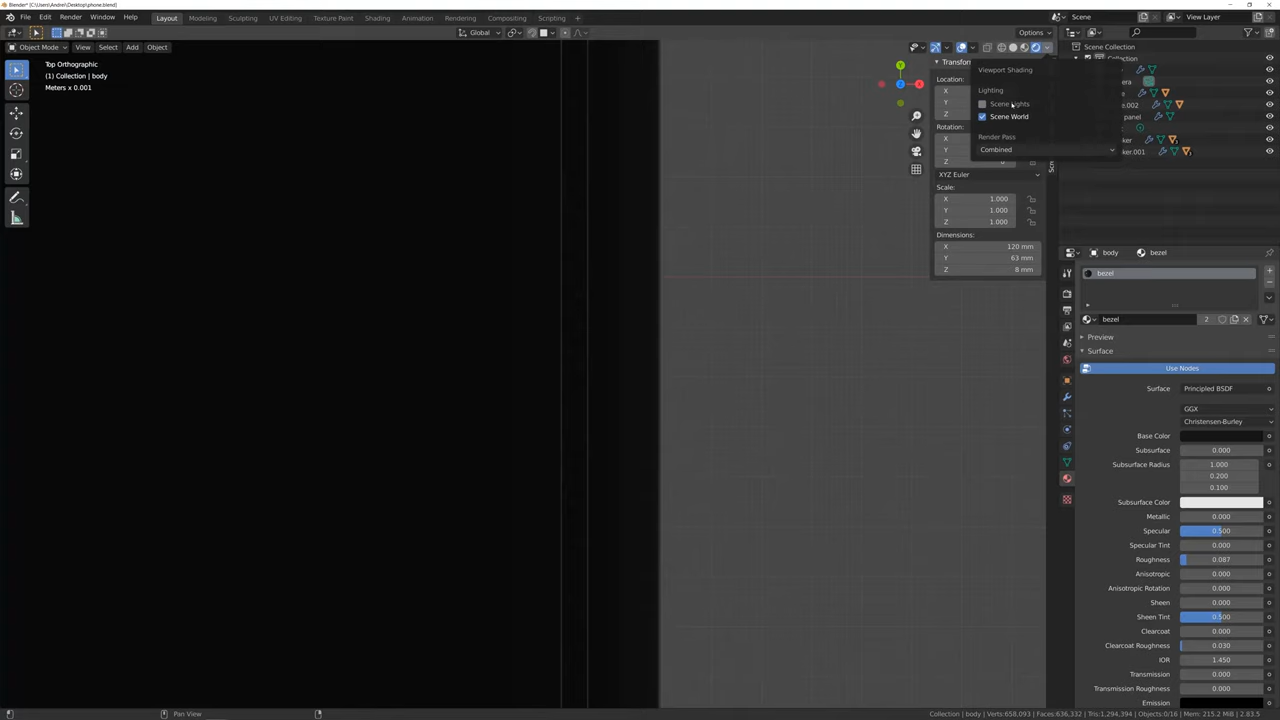 Blender* [C:\Users\Andrei\Desktop\phone.blend]
File Edit Render Window Help Layout Modeling Sculpting UV Editing Texture Paint Shading Animation Rendering Compositing Scripting + Scene View Layer
Object Mode View Select Add Object Global Options
Top Orthographic
(1) Collection | body
Meters x 0.001
Scene Collection
Collection
Viewport Shading
Lighting
Scene Lights
Scene World
Render Pass
Combined
Transform
Location:
X
Y
Z
Rotation:
X
Y
Z 0
XYZ Euler
Scale:
X 1.000
Y 1.000
Z 1.000
Dimensions:
X 120 mm
Y 63 mm
Z 8 mm
.002
panel
.001
body bezel
bezel
bezel 2
Preview
Surface
Use Nodes
Surface Principled BSDF
GGX
Christensen-Burley
Base Color
Subsurface 0.000
Subsurface Radius 1.000
0.200
0.100
Subsurface Color
Metallic 0.000
Specular 0.500
Specular Tint 0.000
Roughness 0.087
Anisotropic 0.000
Anisotropic Rotation 0.000
Sheen 0.000
Sheen Tint 0.500
Clearcoat 0.000
Clearcoat Roughness 0.030
IOR 1.450
Transmission 0.000
Transmission Roughness 0.000
Emission
Pan View
Collection | body | Verts:658,093 | Faces:636,332 | Tris:1,294,394 | Objects:0/16 | Mem: 215.2 MiB | 2.83.5